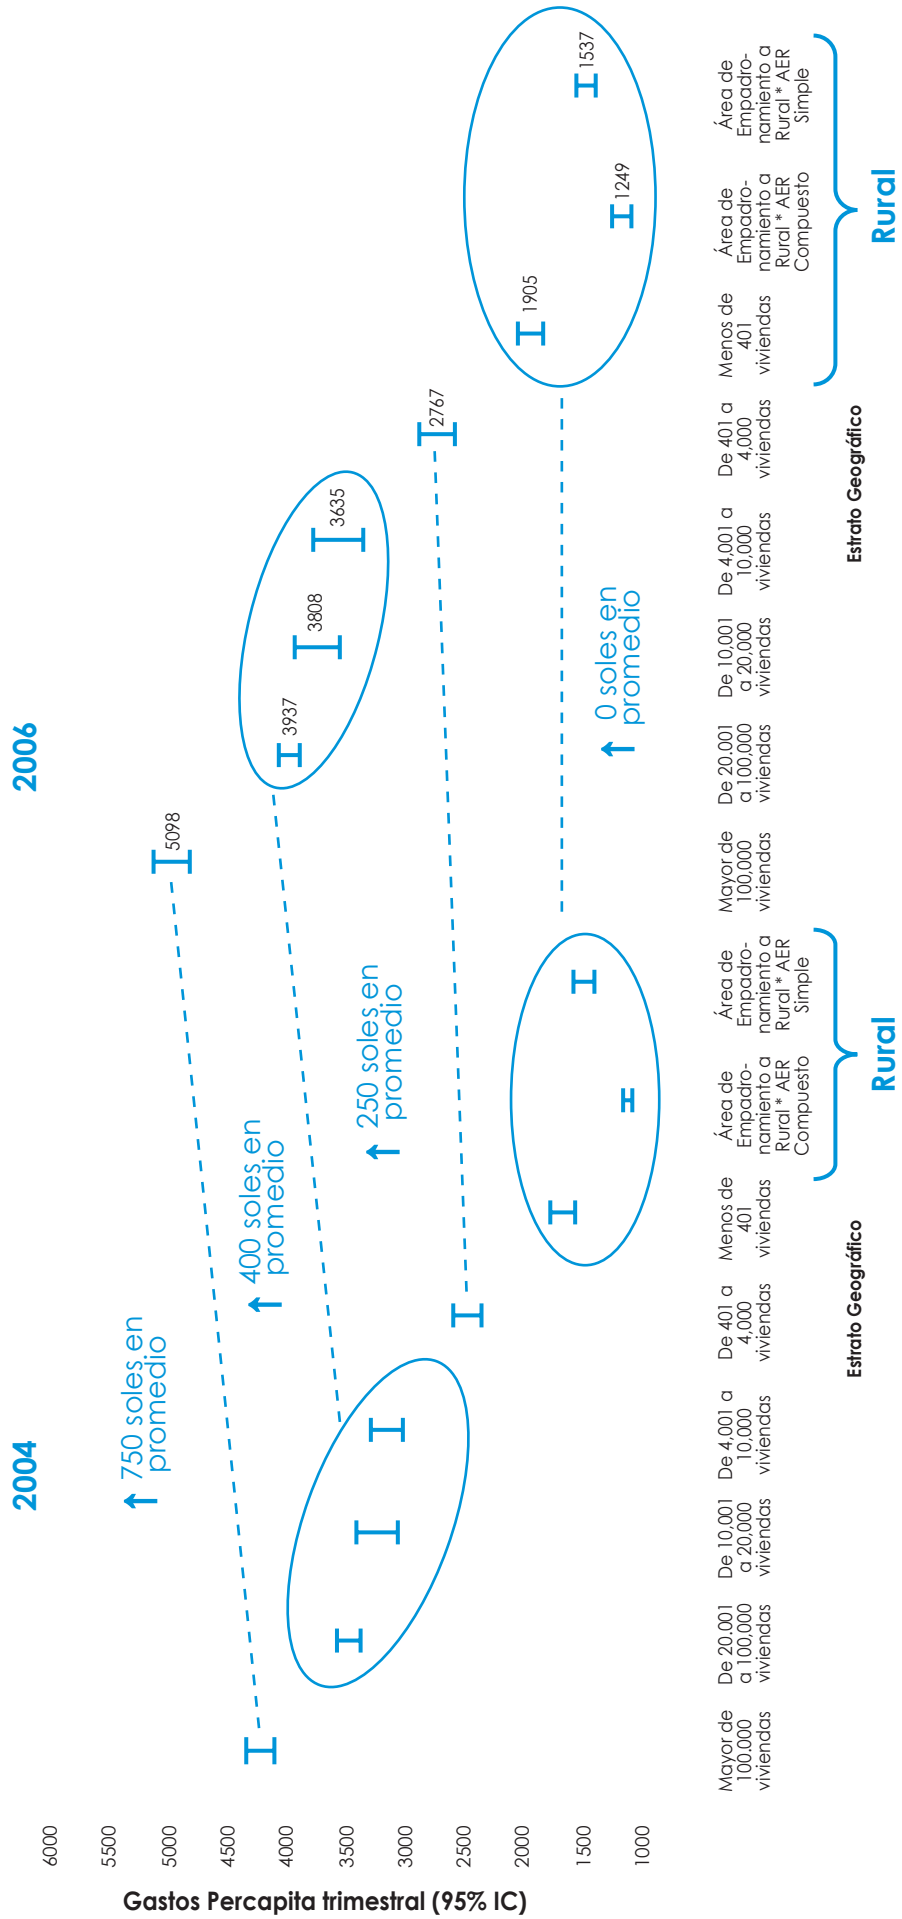 2004
2006
Gastos Percapita trimestral (95% IC)
6000
5500
5000
4500
4000
3500
3000
2500
2000
1500
1000
↑ 750 soles en
promedio
↑ 400 soles en
promedio
↑ 250 soles en
promedio
↑ 0 soles en
promedio
5098
3937
3808
3635
2767
1905
1249
1537
Mayor de
100.000
viviendas
De 20.001
a 100,000
viviendas
De 10,001
a 20,000
viviendas
De 4,001 a
10,000
viviendas
De 401 a
4,000
viviendas
Menos de
401
viviendas
Área de
Empadro-
namiento a
Rural * AER
Compuesto
Área de
Empadro-
namiento a
Rural * AER
Simple
Mayor de
100,000
viviendas
De 20.001
a 100,000
viviendas
De 10,001
a 20,000
viviendas
De 4,001 a
10,000
viviendas
De 401 a
4,000
viviendas
Menos de
401
viviendas
Área de
Empadro-
namiento a
Rural * AER
Compuesto
Área de
Empadro-
namiento a
Rural * AER
Simple
Estrato Geográfico
Rural
Estrato Geográfico
Rural